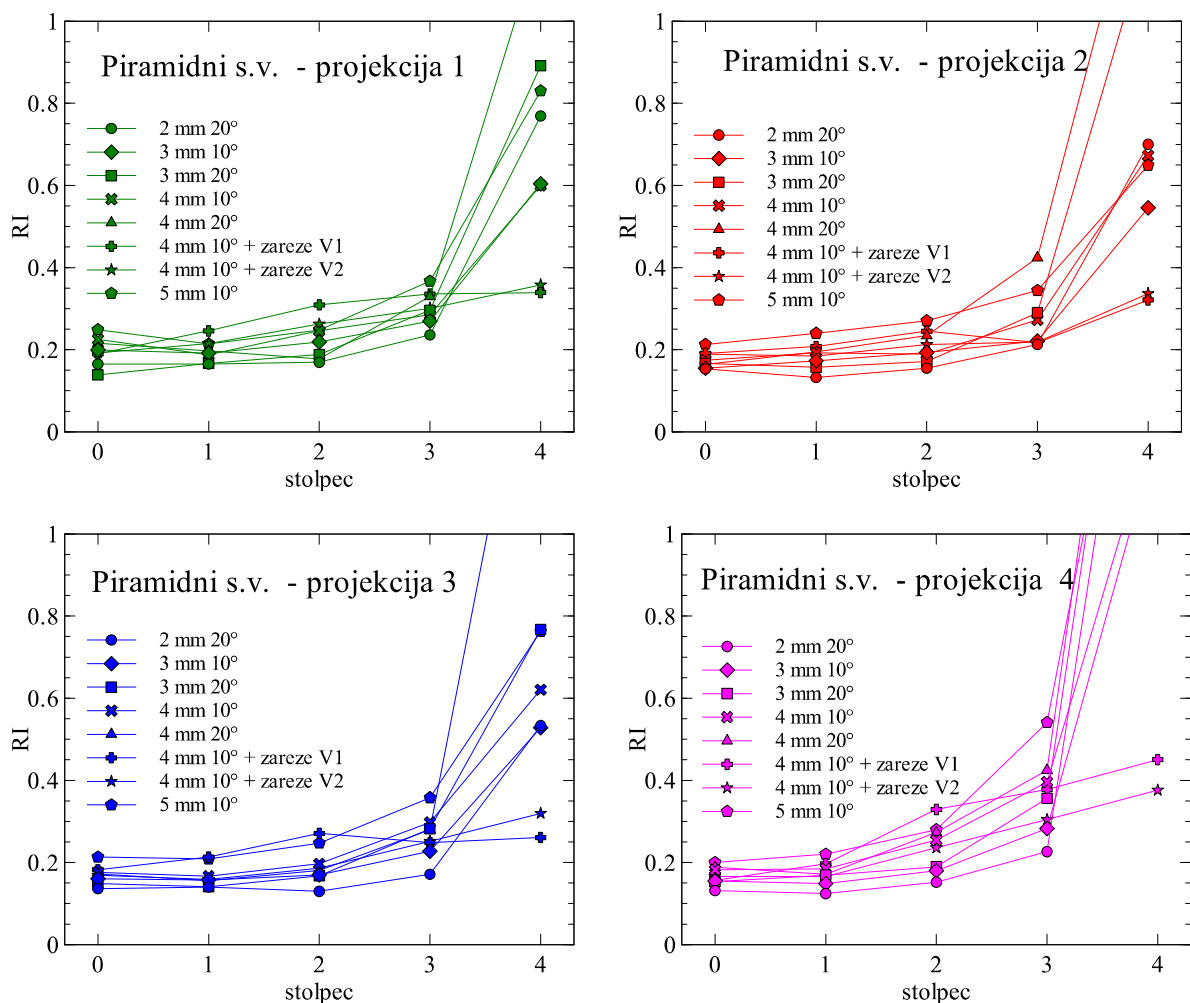 Piramidni s.v. - projekcija 1
RI
1
0.8
0.6
0.4
0.2
0
2 mm 20°
3 mm 10°
3 mm 20°
4 mm 10°
4 mm 20°
4 mm 10° + zareze V1
4 mm 10° + zareze V2
5 mm 10°
0 1 2 3 4
stolpec
Piramidni s.v. - projekcija 2
RI
1
0.8
0.6
0.4
0.2
0
2 mm 20°
3 mm 10°
3 mm 20°
4 mm 10°
4 mm 20°
4 mm 10° + zareze V1
4 mm 10° + zareze V2
5 mm 10°
0 1 2 3 4
stolpec
Piramidni s.v. - projekcija 3
RI
1
0.8
0.6
0.4
0.2
0
2 mm 20°
3 mm 10°
3 mm 20°
4 mm 10°
4 mm 20°
4 mm 10° + zareze V1
4 mm 10° + zareze V2
5 mm 10°
0 1 2 3 4
stolpec
Piramidni s.v. - projekcija 4
RI
1
0.8
0.6
0.4
0.2
0
2 mm 20°
3 mm 10°
3 mm 20°
4 mm 10°
4 mm 20°
4 mm 10° + zareze V1
4 mm 10° + zareze V2
5 mm 10°
0 1 2 3 4
stolpec